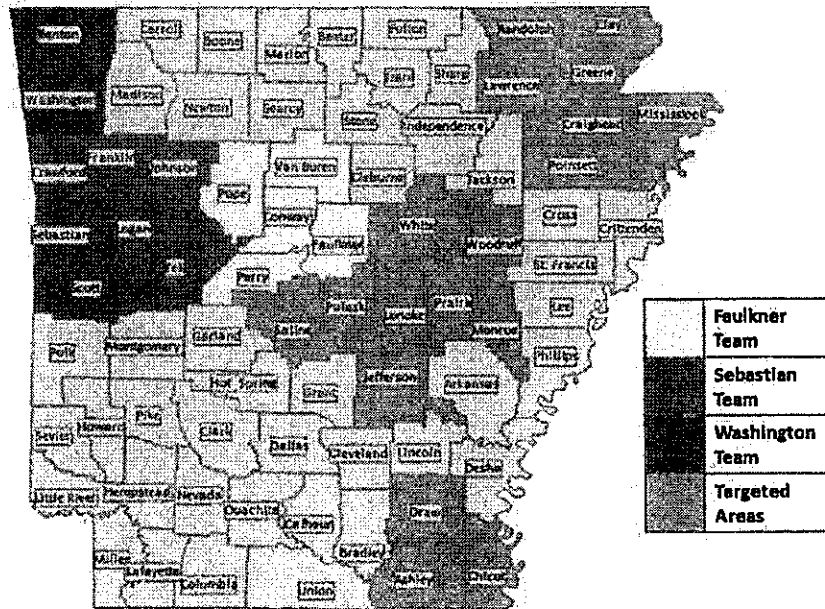 Benton
Carroll
Boone
Marion
Baxter
Fulton
Randolph
Clay
Washington
Madison
Newton
Searcy
Stone
Izard
Sharp
Lawrence
Greene
Independence
Craighead
Mississippi
Crawford
Franklin
Johnson
Pope
Van Buren
Cleburne
Jackson
Poinsett
Sebastian
Logan
Conway
Faulkner
White
Woodruff
Cross
Crittenden
St. Francis
Scott
Yell
Perry
Pulaski
Lonoke
Prairie
Monroe
Lee
Phillips
Polk
Montgomery
Garland
Saline
Hot Spring
Grant
Jefferson
Arkansas
Sevier
Howard
Pike
Clark
Dallas
Cleveland
Lincoln
Desha
Little River
Hempstead
Nevada
Ouachita
Calhoun
Bradley
Drew
Miller
Lafayette
Columbia
Union
Ashley
Chicot
Faulkner
Team
Sebastian
Team
Washington
Team
Targeted
Areas